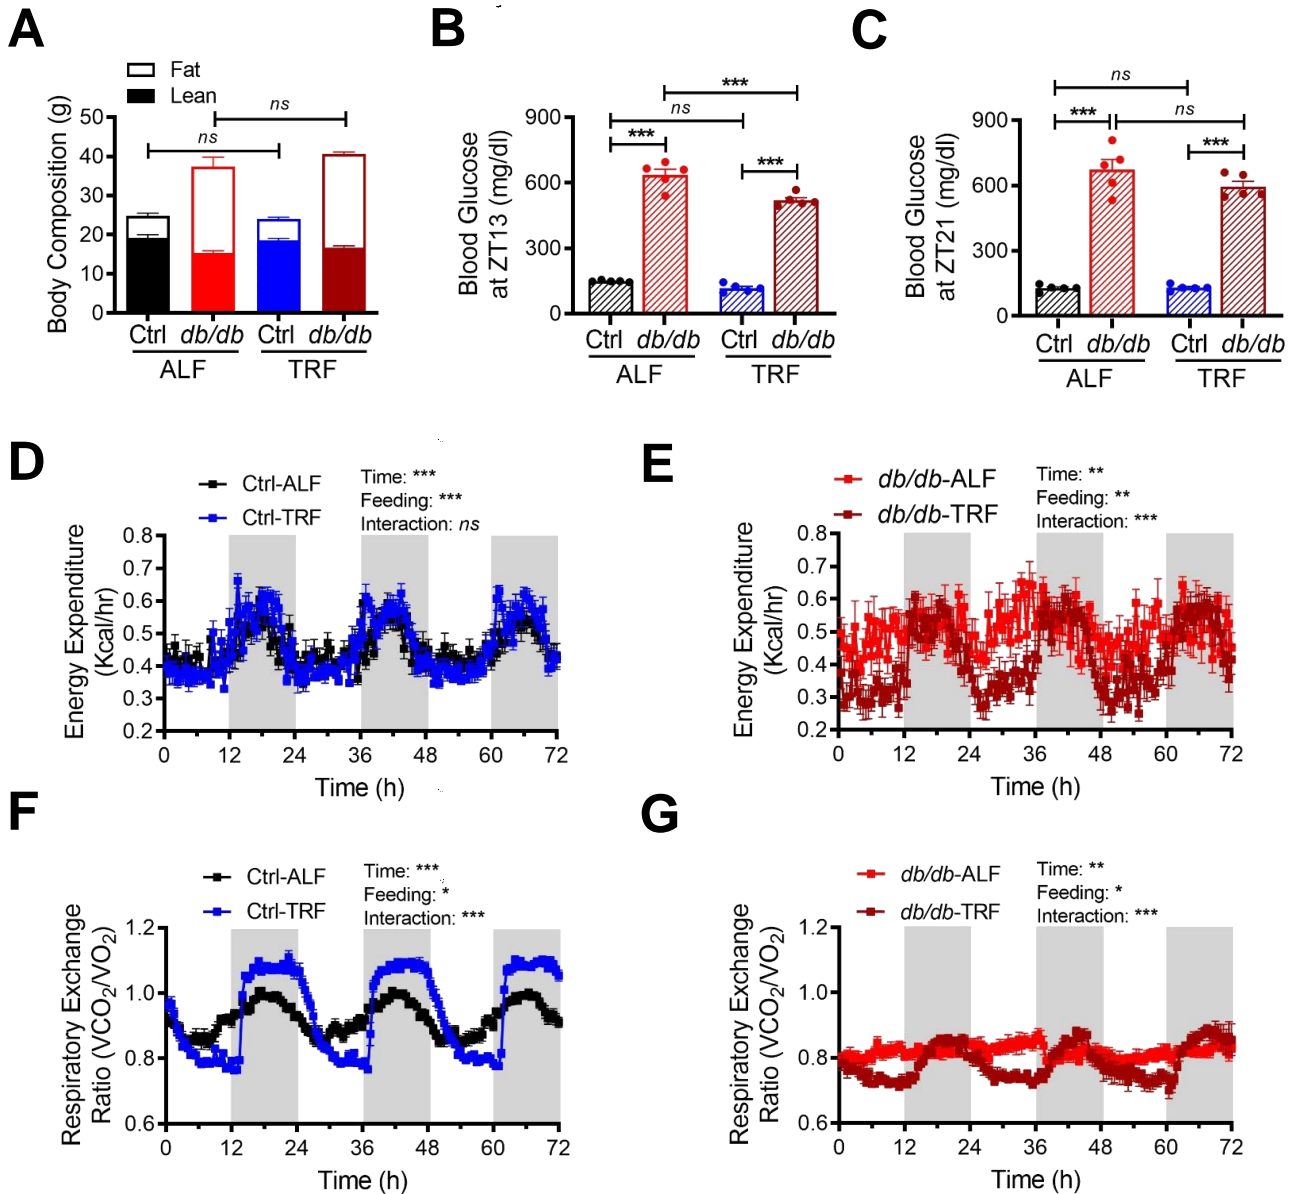 A
Fat
Lean
ns
ns
Body Composition (g)
50
40
30
20
10
0
Ctrl db/db Ctrl db/db
ALF TRF
B
***
ns
***
***
Blood Glucose
at ZT13 (mg/dl)
900
600
300
0
Ctrl db/db Ctrl db/db
ALF TRF
C
ns
***
ns
***
Blood Glucose
at ZT21 (mg/dl)
900
600
300
0
Ctrl db/db Ctrl db/db
ALF TRF
D
Ctrl-ALF
Ctrl-TRF
Time: ***
Feeding: ***
Interaction: ns
Energy Expenditure
(Kcal/hr)
0.8
0.7
0.6
0.5
0.4
0.3
0.2
0 12 24 36 48 60 72
Time (h)
E
db/db-ALF
db/db-TRF
Time: **
Feeding: **
Interaction: ***
Energy Expenditure
(Kcal/hr)
0.8
0.7
0.6
0.5
0.4
0.3
0.2
0 12 24 36 48 60 72
Time (h)
F
Ctrl-ALF
Ctrl-TRF
Time: ***
Feeding: *
Interaction: ***
Respiratory Exchange
Ratio (VCO₂/VO₂)
1.2
1.0
0.8
0.6
0 12 24 36 48 60 72
Time (h)
G
db/db-ALF
db/db-TRF
Time: **
Feeding: *
Interaction: ***
Respiratory Exchange
Ratio (VCO₂/VO₂)
1.2
1.0
0.8
0.6
0 12 24 36 48 60 72
Time (h)